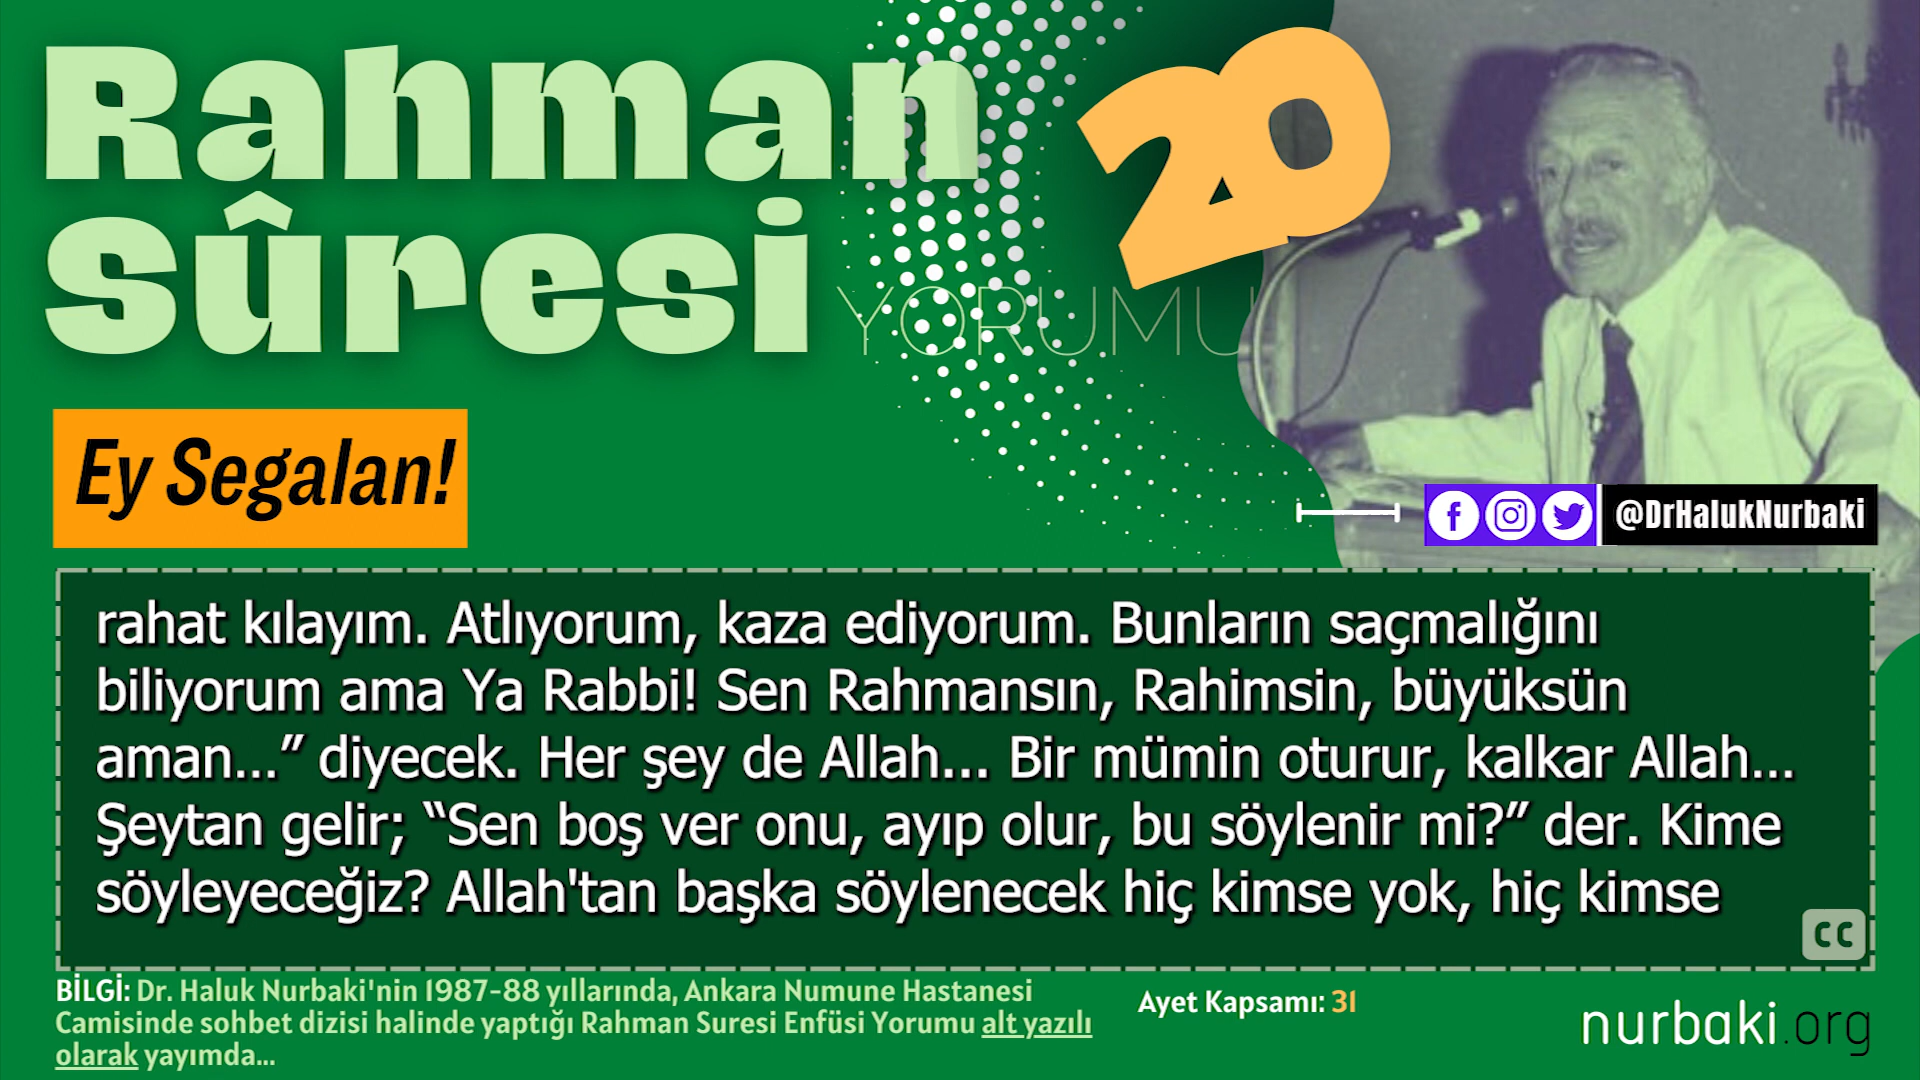 Rahman
Sûresi
20
YORUMU
Ey Segalan!
@DrHalukNurbaki
rahat kılayım. Atlıyorum, kaza ediyorum. Bunların saçmalığını
biliyorum ama Ya Rabbi! Sen Rahmansın, Rahimsin, büyüksün
aman...” diyecek. Her şey de Allah... Bir mümin oturur, kalkar Allah...
Şeytan gelir; “Sen boş ver onu, ayıp olur, bu söylenir mi?” der. Kime
söyleyeceğiz? Allah'tan başka söylenecek hiç kimse yok, hiç kimse
CC
BİLGİ: Dr. Haluk Nurbaki'nin 1987-88 yıllarında, Ankara Numune Hastanesi
Camisinde sohbet dizisi halinde yaptığı Rahman Suresi Enfüsi Yorumu alt yazılı
olarak yayımda...
Ayet Kapsamı: 31
nurbaki.org